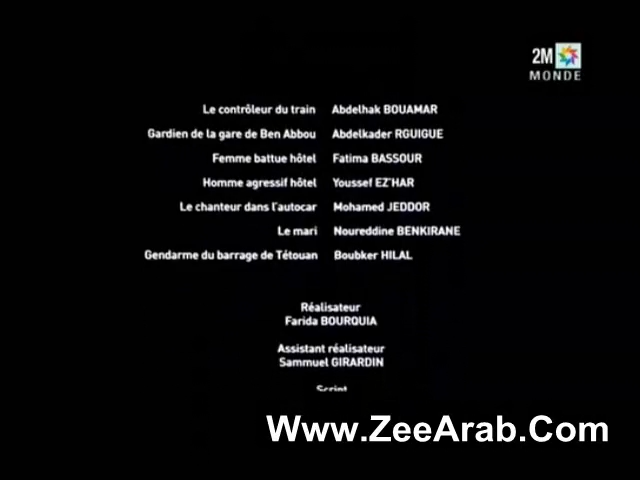 2M
MONDE
Le contrôleur du train Abdelhak BOUAMAR
Gardien de la gare de Ben Abbou Abdelkader RGUIGUE
Femme battue hôtel Fatima BASSOUR
Homme agressif hôtel Youssef EZ'HAR
Le chanteur dans l'autocar Mohamed JEDDOR
Le mari Noureddine BENKIRANE
Gendarme du barrage de Tétouan Boubker HILAL
Réalisateur
Farida BOURQUIA
Assistant réalisateur
Sammuel GIRARDIN
Script
Www.ZeeArab.Com